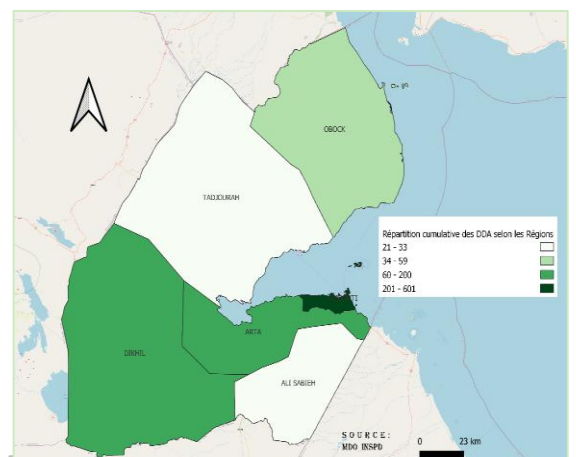 OBOCK
TADJOURAH
Répartition cumulative des DDA selon les Régions
21 - 33
34 - 59
60 - 200
201 - 601
ARTA
DIKHIL
ALI SABIEH
SOURCE:
MDO INSPD
0 23 km